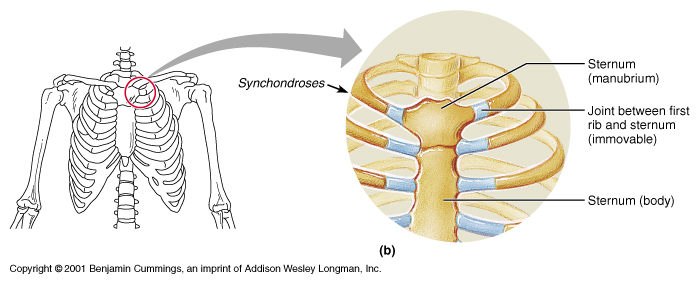 Synchondroses
Sternum
(manubrium)
Joint between first
rib and sternum
(immovable)
Sternum (body)
(b)
Copyright © 2001 Benjamin Cummings, an imprint of Addison Wesley Longman, Inc.